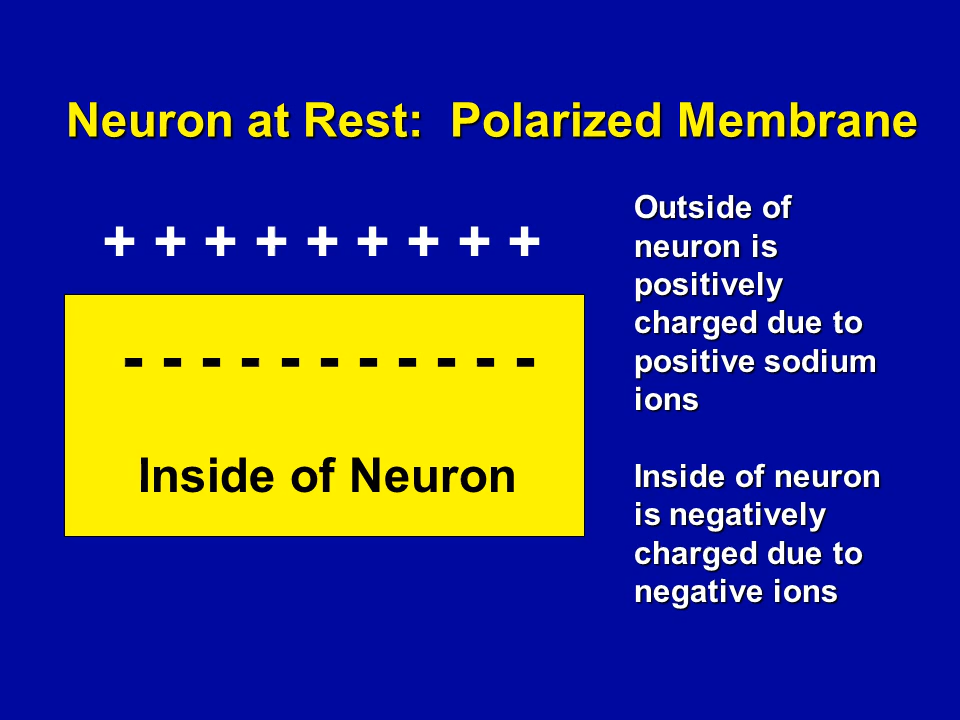 Neuron at Rest: Polarized Membrane
+ + + + + + + + +
- - - - - - - - - - -
Inside of Neuron
Outside of
neuron is
positively
charged due to
positive sodium
ions
Inside of neuron
is negatively
charged due to
negative ions